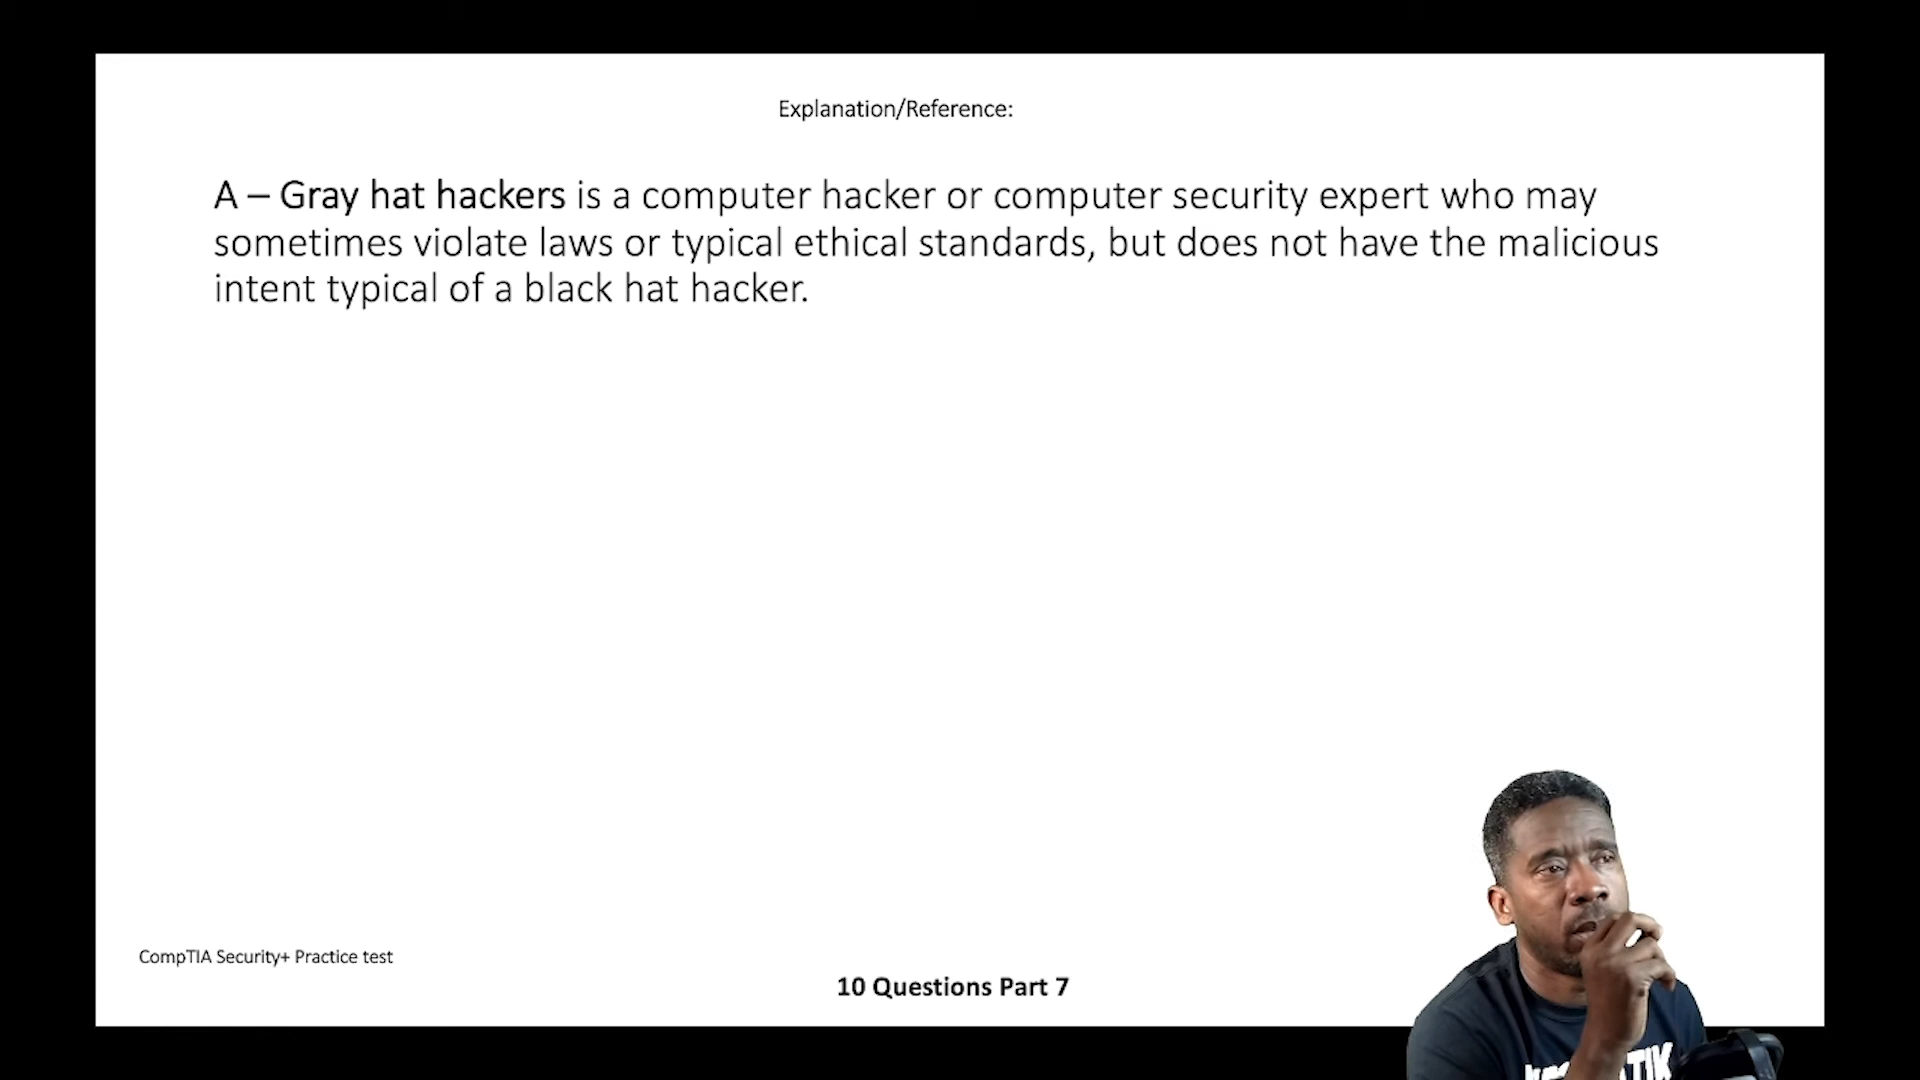 Explanation/Reference:
A – Gray hat hackers is a computer hacker or computer security expert who may
sometimes violate laws or typical ethical standards, but does not have the malicious
intent typical of a black hat hacker.
CompTIA Security+ Practice test
10 Questions Part 7